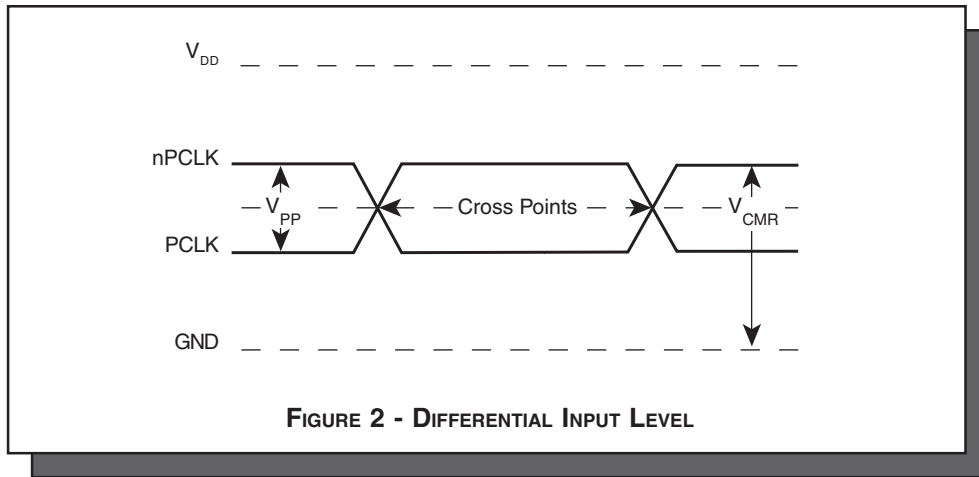 VDD
nPCLK
VPP
Cross Points
VCMR
PCLK
GND
FIGURE 2 - DIFFERENTIAL INPUT LEVEL